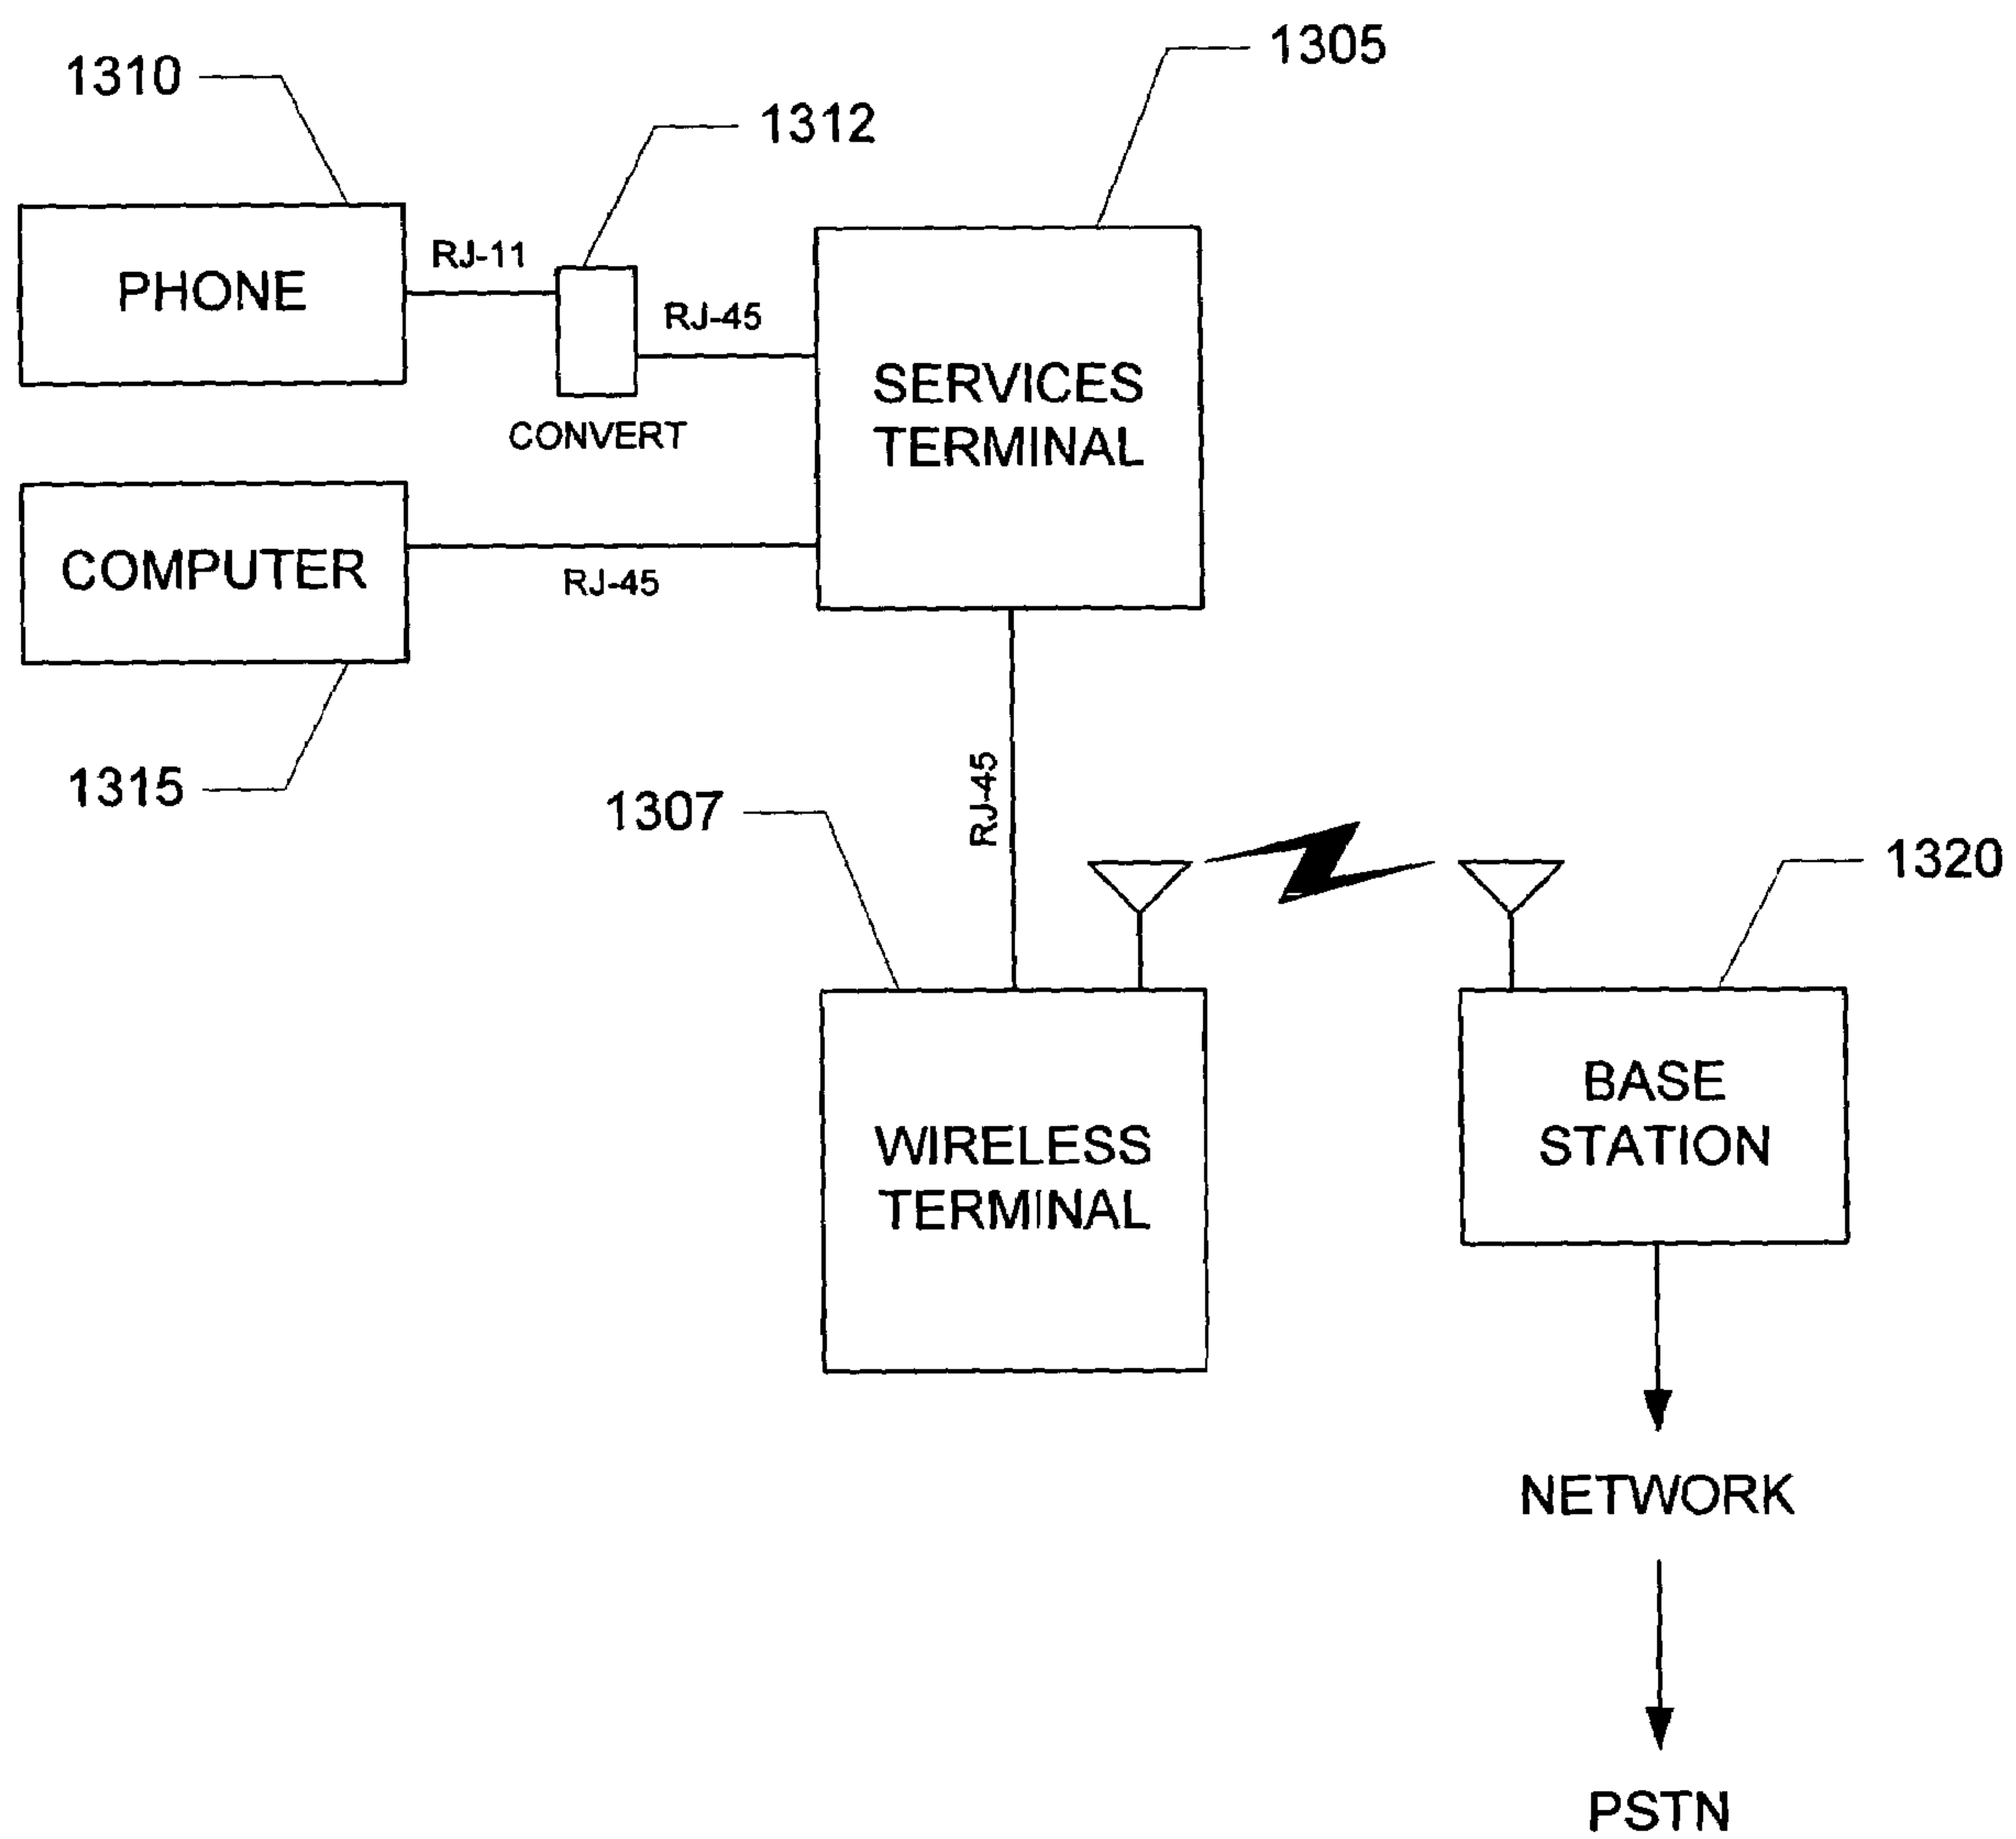 1305
1310
1312
RJ-11
PHONE
RJ-45
SERVICES
TERMINAL
CONVERT
COMPUTER
RJ-45
1315
1307
RJ-45
1320
BASE
STATION
WIRELESS
TERMINAL
NETWORK
PSTN